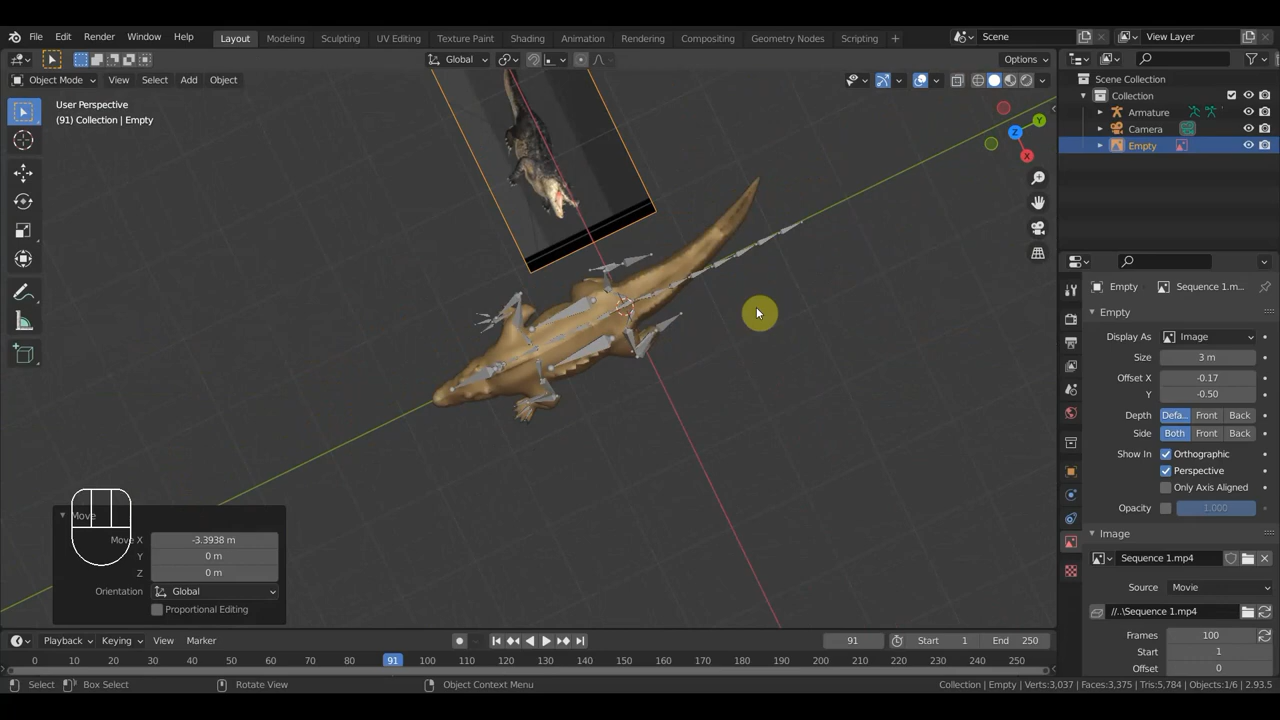 File Edit Render Window Help Layout Modeling Sculpting UV Editing Texture Paint Shading Animation Rendering Compositing Geometry Nodes Scripting + Scene View Layer
Global Options
Object Mode View Select Add Object
User Perspective
(91) Collection | Empty
Y
Z
X
Scene Collection
Collection
Armature
Camera
Empty
Empty Sequence 1.m...
Empty
Display As Image
Size 3 m
Offset X -0.17
Y -0.50
Depth Defa... Front Back
Side Both Front Back
Show In Orthographic
Perspective
Only Axis Aligned
Opacity 1.000
Image
Sequence 1.mp4
Source Movie
//..\Sequence 1.mp4
Frames 100
Start 1
Offset 0
Move
Move X -3.3938 m
Y 0 m
Z 0 m
Orientation Global
Proportional Editing
Playback Keying View Marker 91 Start 1 End 250
0 10 20 30 40 50 60 70 80 91 100 110 120 130 140 150 160 170 180 190 200 210 220 230 240 250
Select Box Select Rotate View Object Context Menu Collection | Empty | Verts:3,037 | Faces:3,375 | Tris:5,784 | Objects:1/6 | 2.93.5